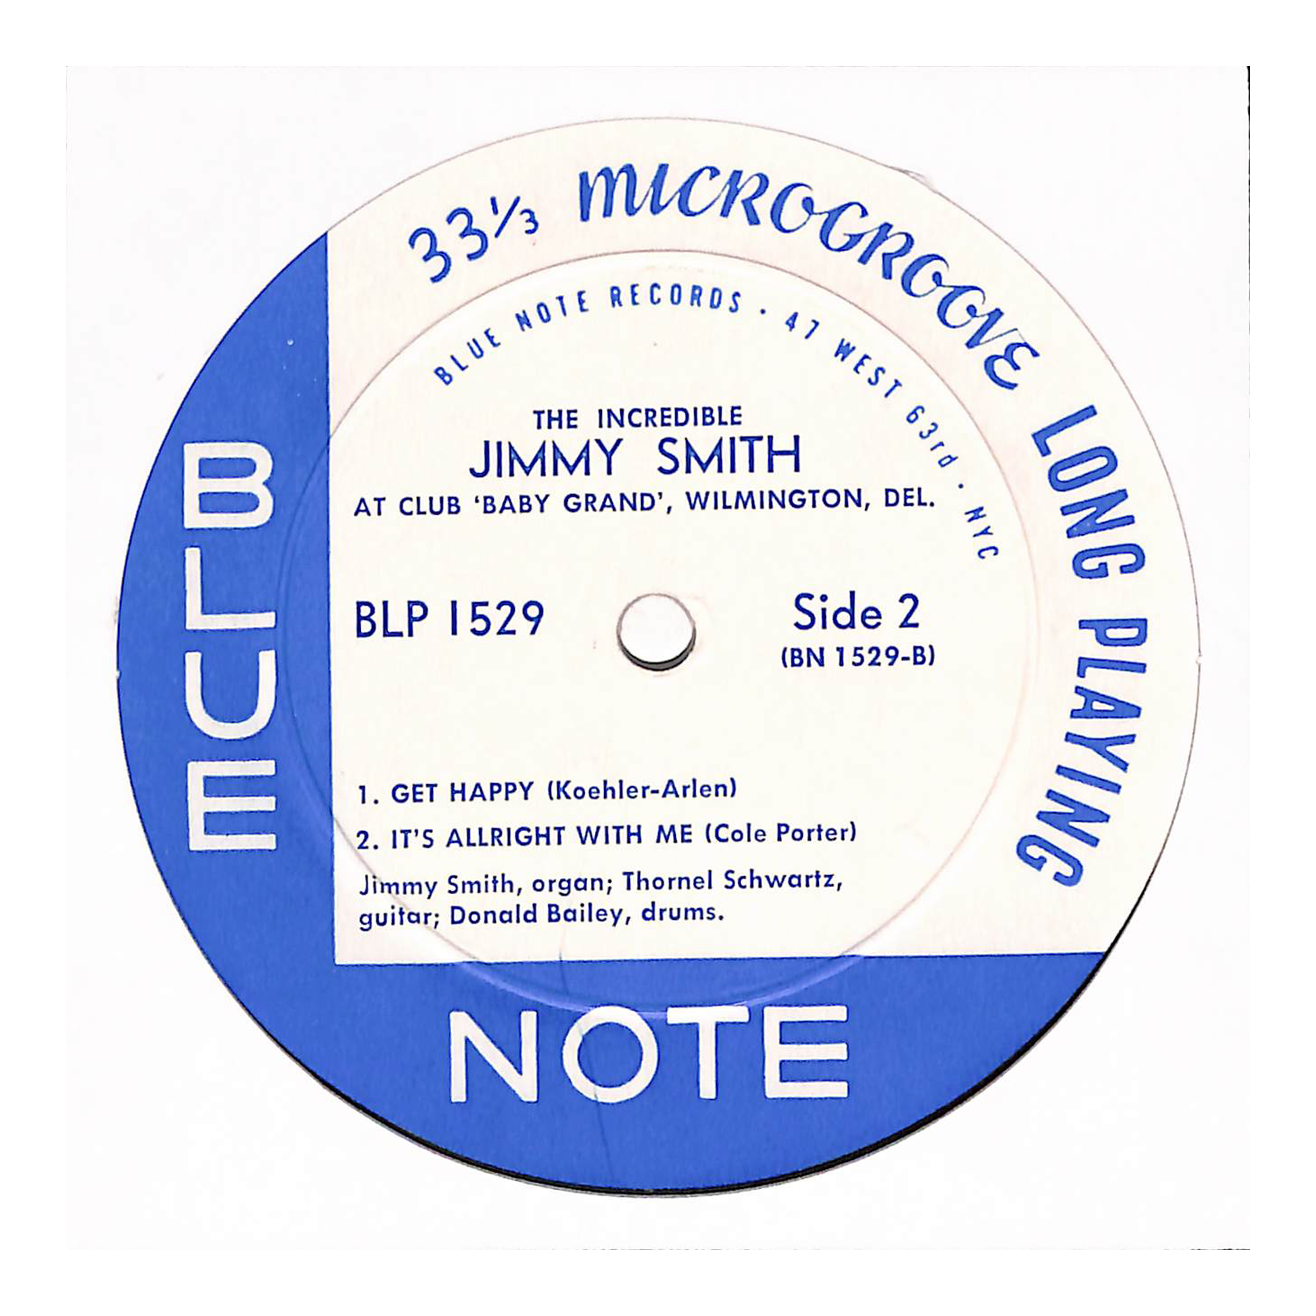 33⅓ MICROGROOVE LONG PLAYING
BLUE NOTE RECORDS · 47 WEST 63rd · NYC
THE INCREDIBLE
JIMMY SMITH
AT CLUB ‘BABY GRAND’, WILMINGTON, DEL.
BLP 1529
Side 2
(BN 1529-B)
1. GET HAPPY (Koehler-Arlen)
2. IT’S ALLRIGHT WITH ME (Cole Porter)
Jimmy Smith, organ; Thornel Schwartz,
guitar; Donald Bailey, drums.
BLUE
NOTE